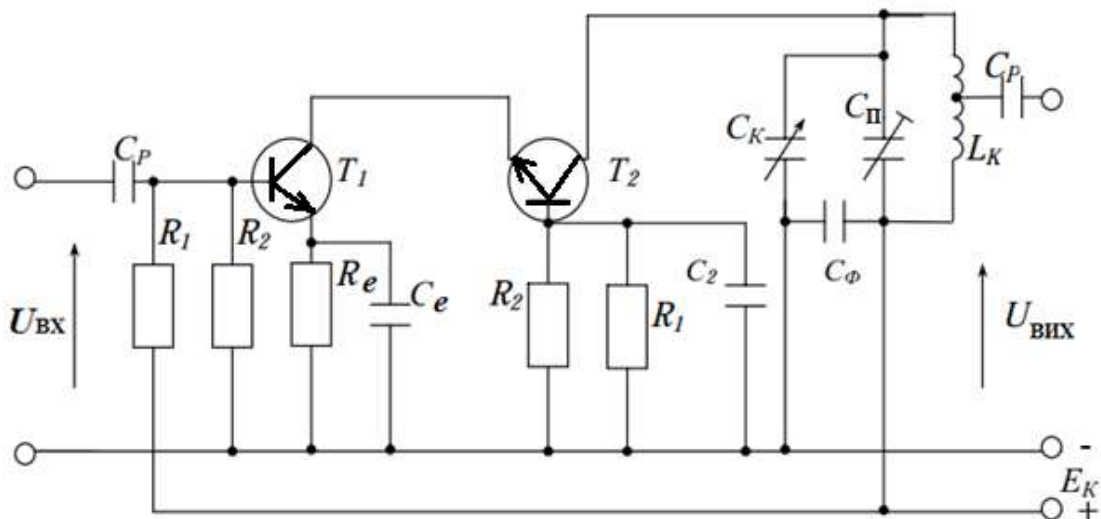 C_P
C_P
C_П
C_K
T_1
T_2
L_K
R_1
R_2
R_e
C_e
R_2
R_1
C_2
C_Ф
U_ВХ
U_ВИХ
-
E_K
+